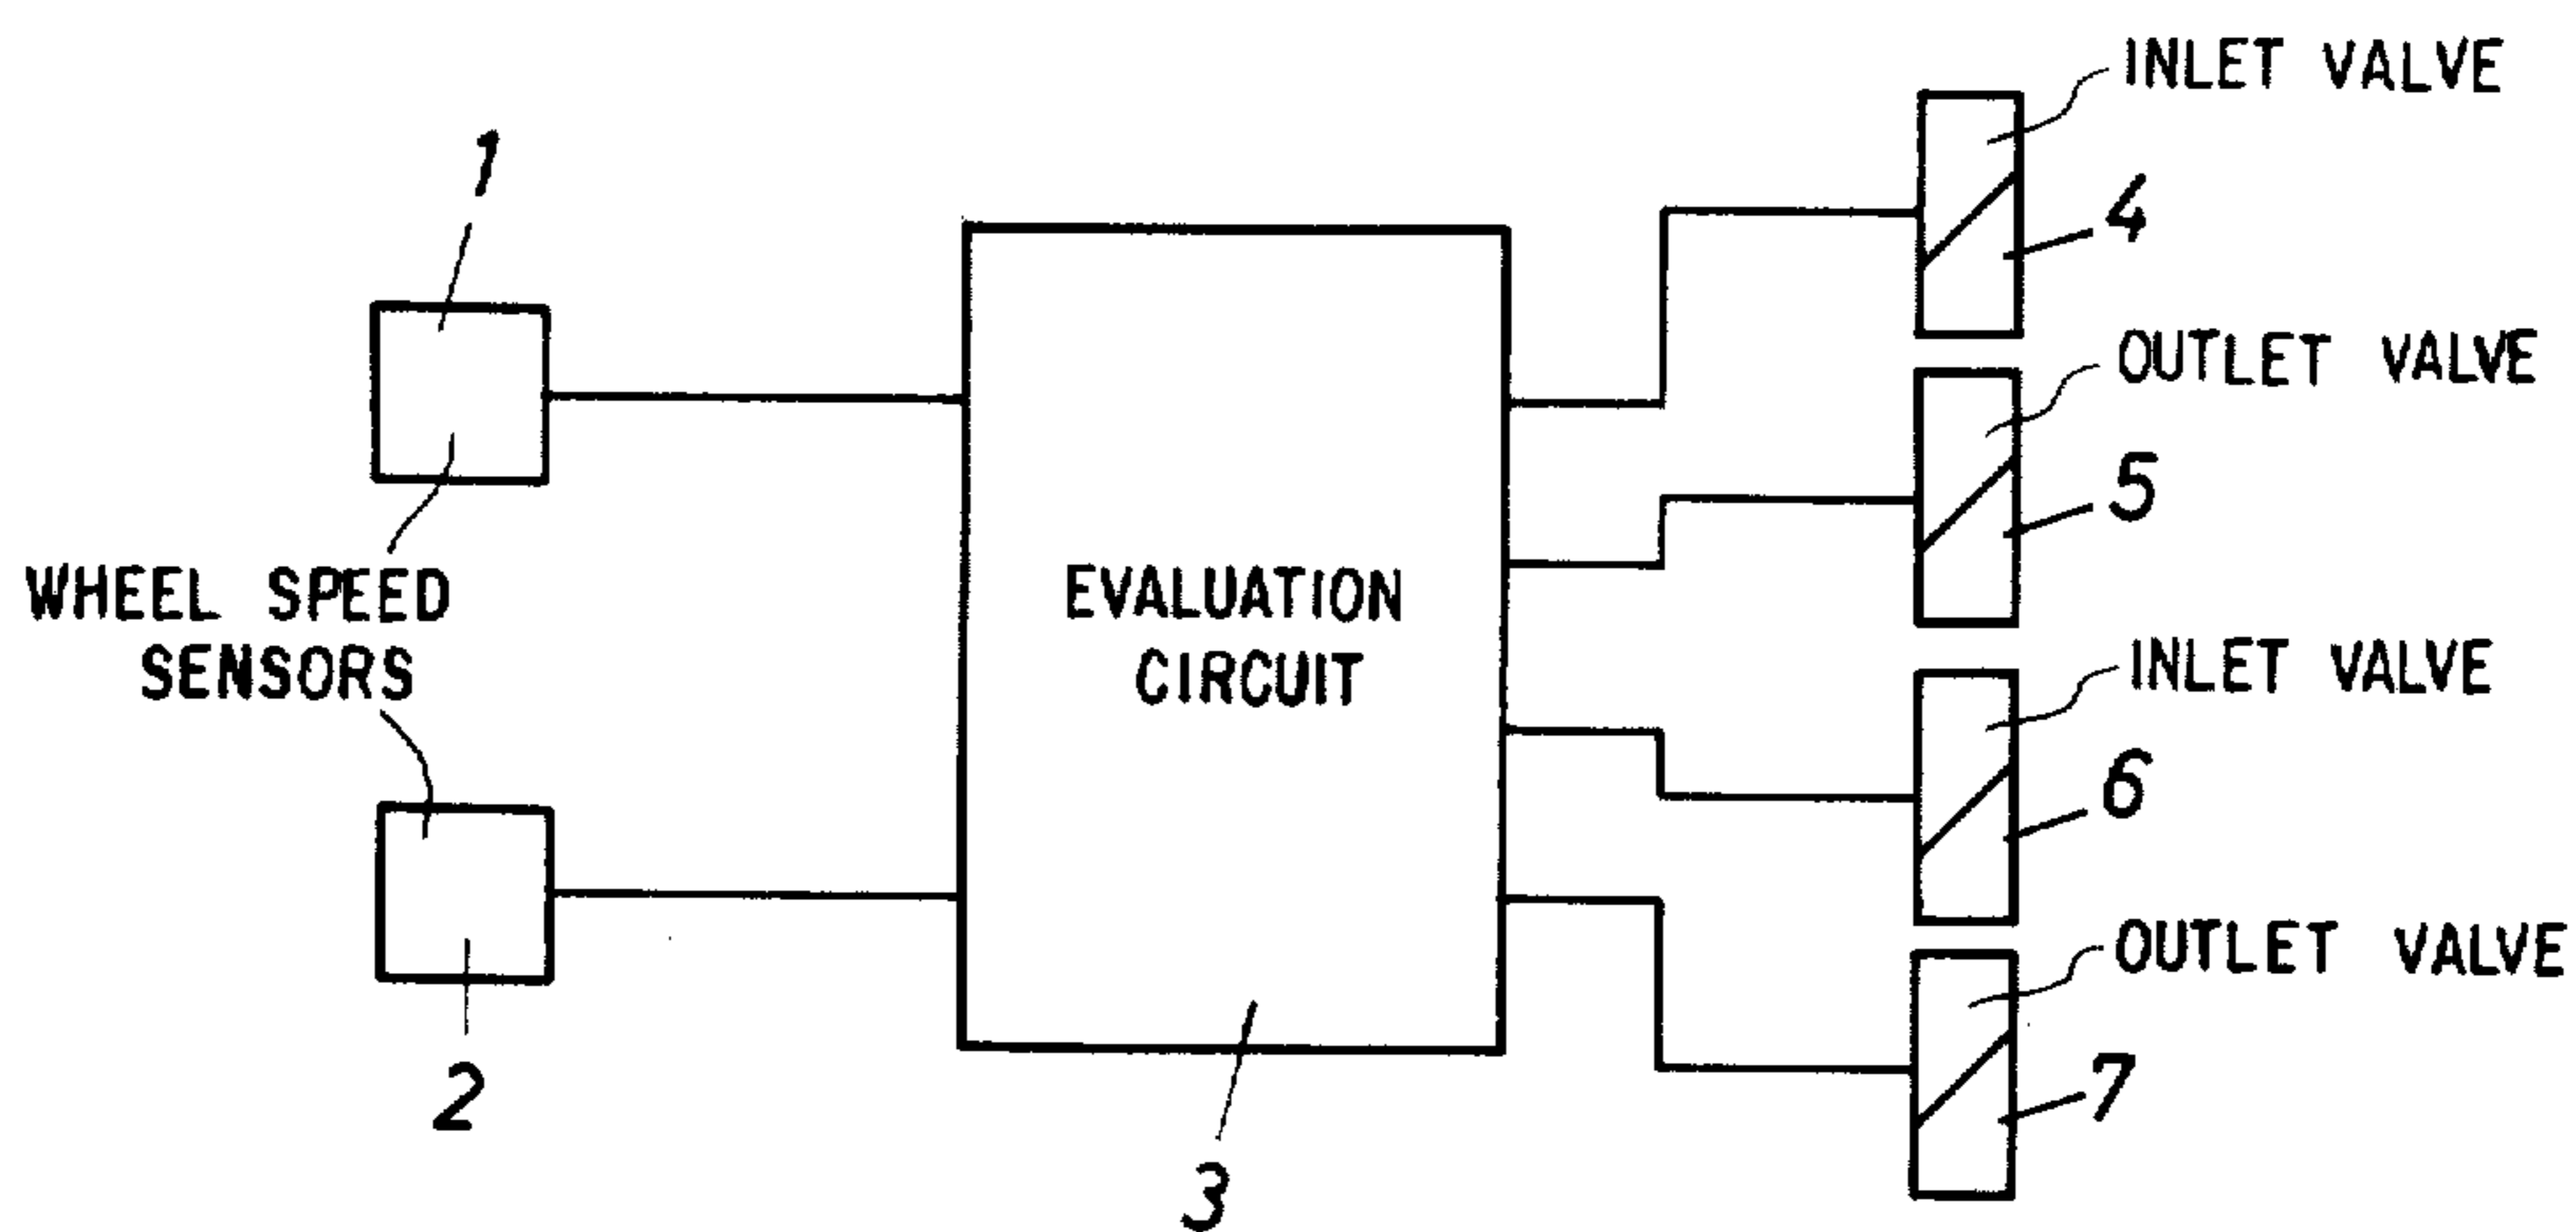 1
WHEEL SPEED
SENSORS
2
EVALUATION
CIRCUIT
3
INLET VALVE
4
OUTLET VALVE
5
INLET VALVE
6
OUTLET VALVE
7